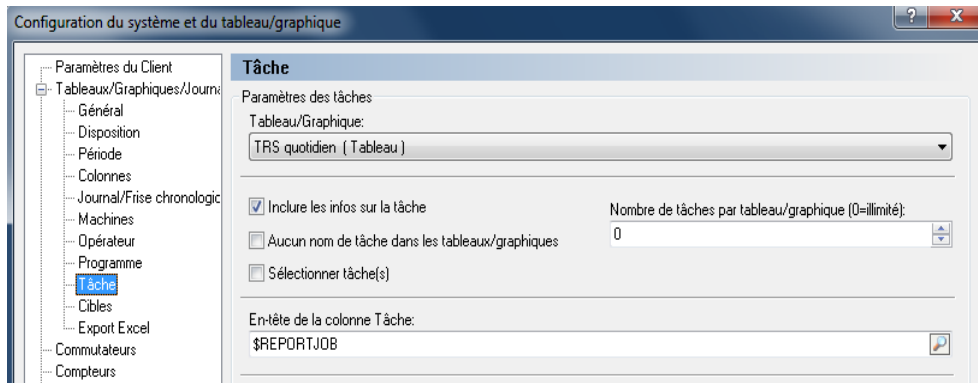 Configuration du système et du tableau/graphique
Paramètres du Client
Tableaux/Graphiques/Journa
Général
Disposition
Période
Colonnes
Journal/Frise chronologic
Machines
Opérateur
Programme
Tâche
Cibles
Export Excel
Commutateurs
Compteurs
Tâche
Paramètres des tâches
Tableau/Graphique:
TRS quotidien ( Tableau )
Inclure les infos sur la tâche
Aucun nom de tâche dans les tableaux/graphiques
Sélectionner tâche(s)
Nombre de tâches par tableau/graphique (0=illimité):
0
En-tête de la colonne Tâche:
$REPORTJOB